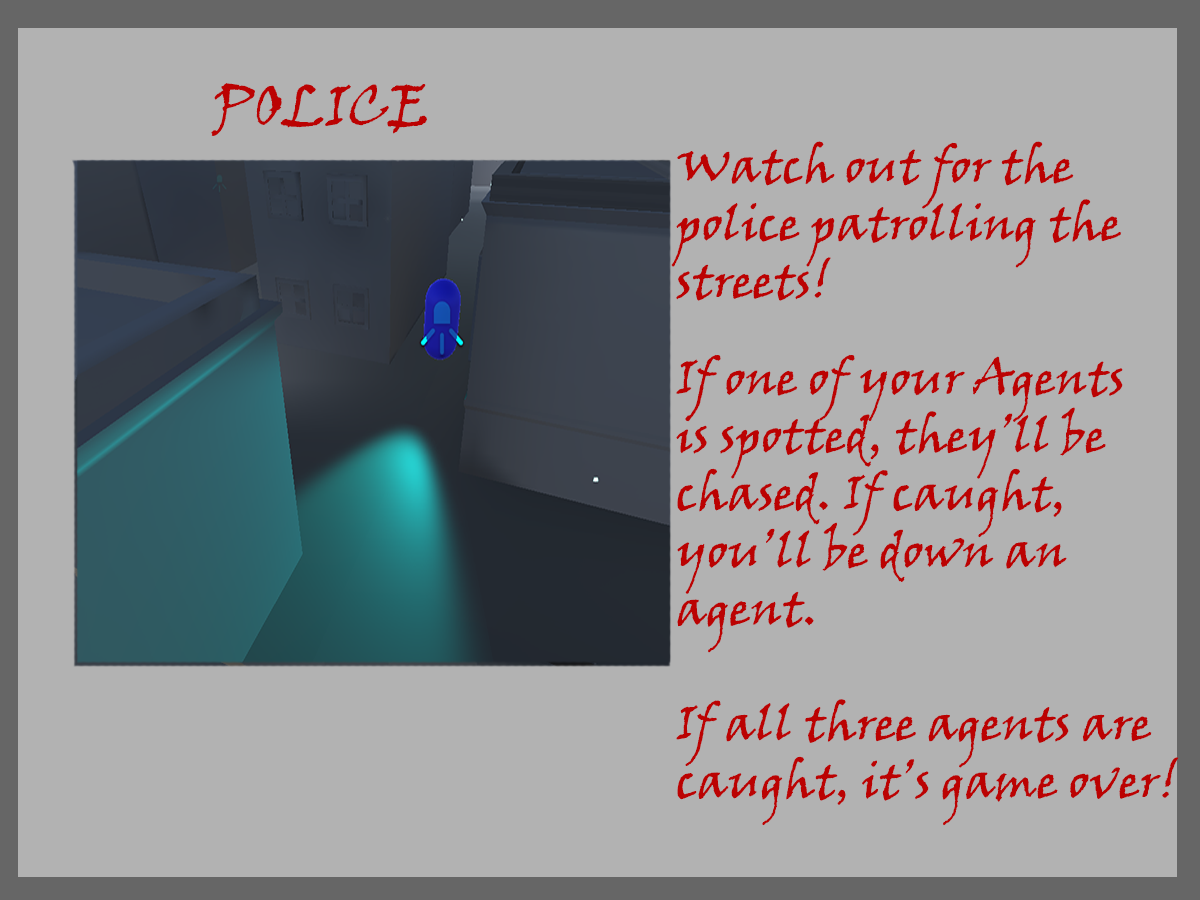 POLICE
Watch out for the
police patrolling the
streets!
If one of your Agents
is spotted, they'll be
chased. If caught,
you'll be down an
agent.
If all three agents are
caught, it's game over!